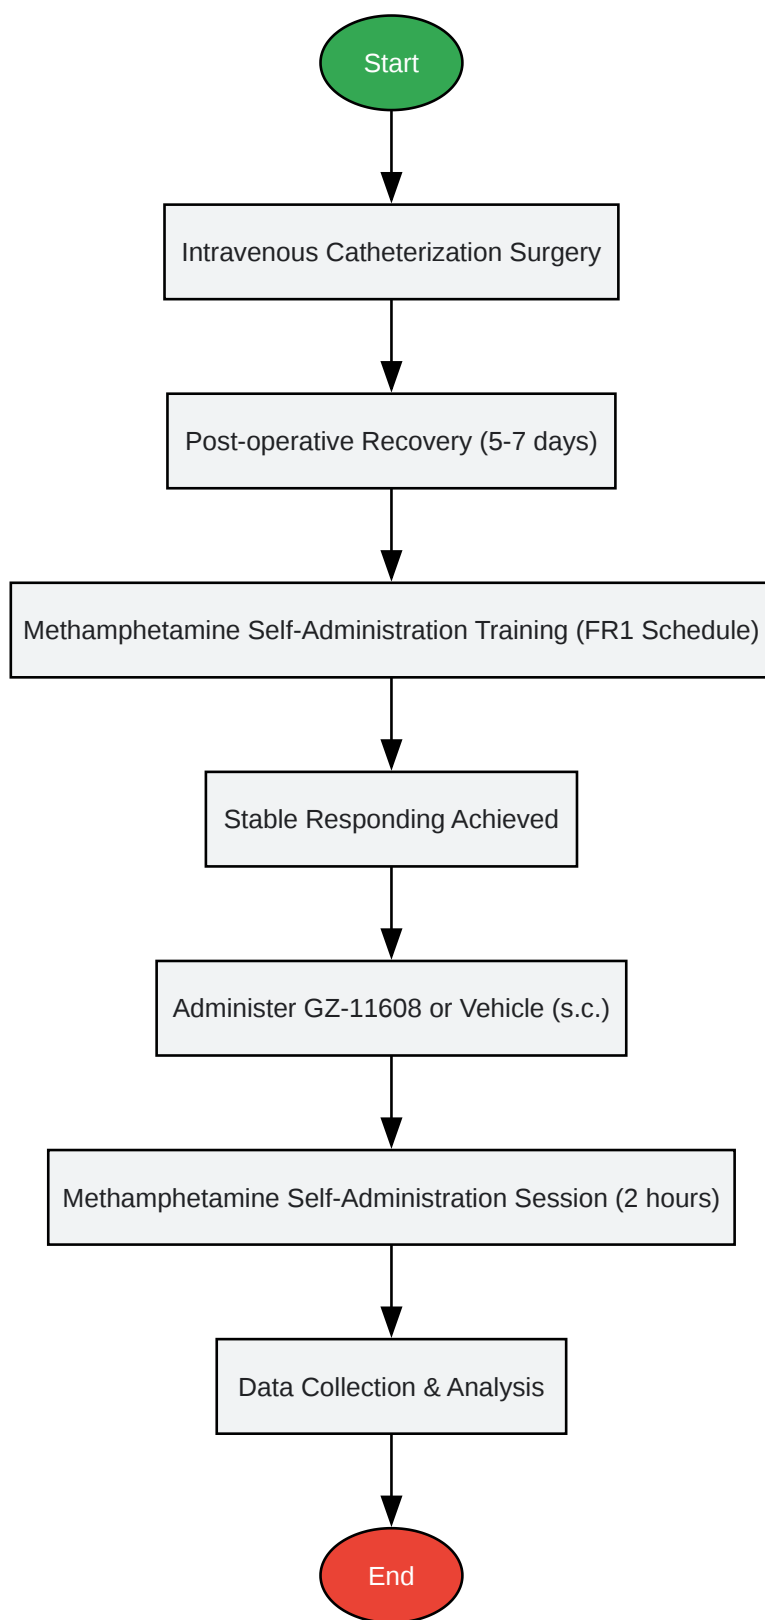 Start
Intravenous Catheterization Surgery
Post-operative Recovery (5-7 days)
Methamphetamine Self-Administration Training (FR1 Schedule)
Stable Responding Achieved
Administer GZ-11608 or Vehicle (s.c.)
Methamphetamine Self-Administration Session (2 hours)
Data Collection & Analysis
End